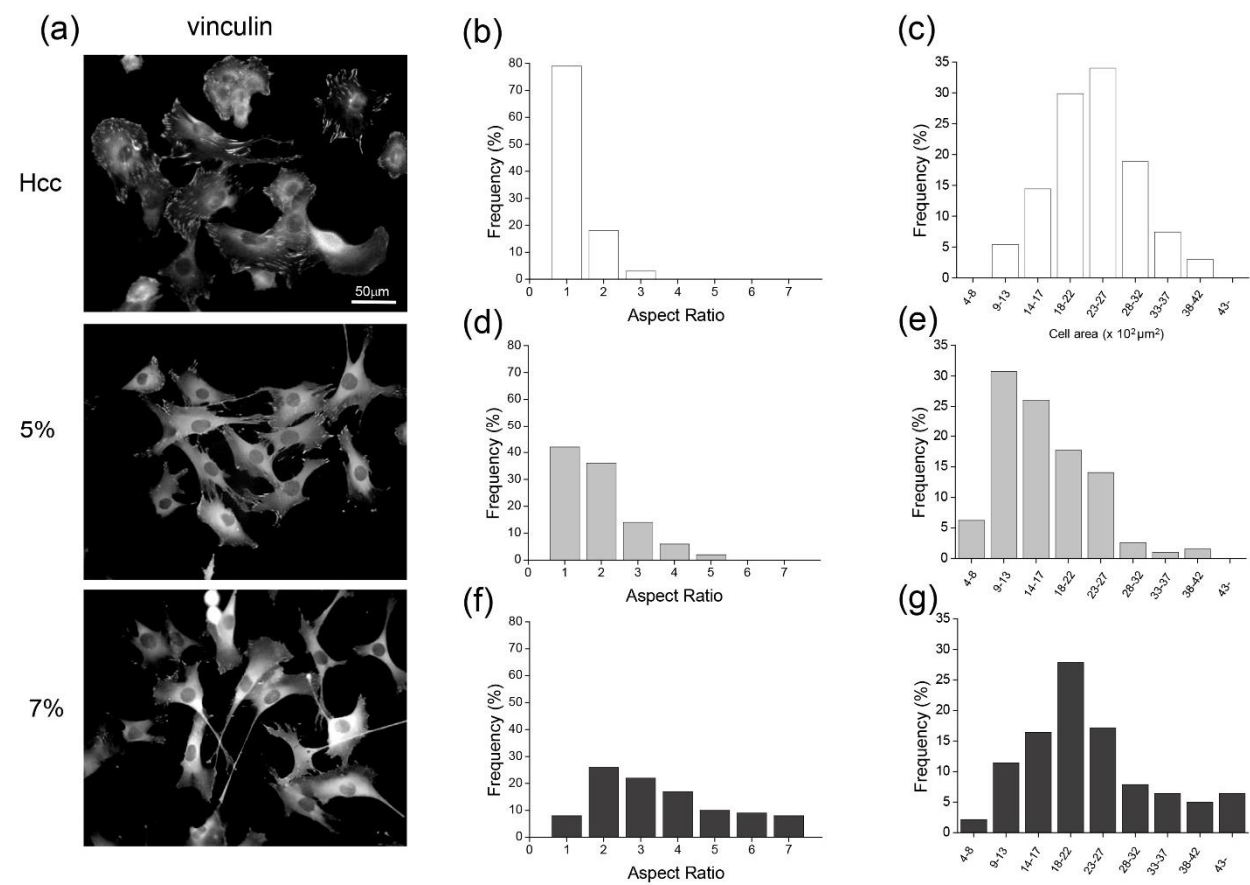 (a)
vinculin
Hcc
50μm
5%
7%
(b)
Frequency (%)
80
70
60
50
40
30
20
10
0
0 1 2 3 4 5 6 7
Aspect Ratio
(c)
Frequency (%)
35
30
25
20
15
10
5
0
4-8 9-13 14-17 18-22 23-27 28-32 33-37 38-42 43-
Cell area (x 10²μm²)
(d)
Frequency (%)
80
70
60
50
40
30
20
10
0
0 1 2 3 4 5 6 7
Aspect Ratio
(e)
Frequency (%)
35
30
25
20
15
10
5
0
4-8 9-13 14-17 18-22 23-27 28-32 33-37 38-42 43-
(f)
Frequency (%)
80
70
60
50
40
30
20
10
0
0 1 2 3 4 5 6 7
Aspect Ratio
(g)
Frequency (%)
35
30
25
20
15
10
5
0
4-8 9-13 14-17 18-22 23-27 28-32 33-37 38-42 43-